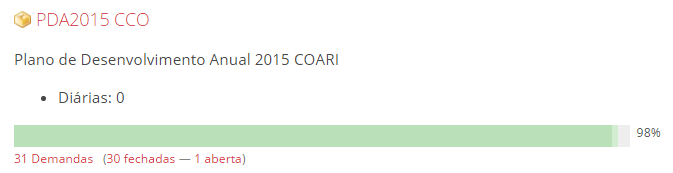 PDA2015 CCO
Plano de Desenvolvimento Anual 2015 COARI
• Diárias: 0
98%
31 Demandas (30 fechadas — 1 aberta)